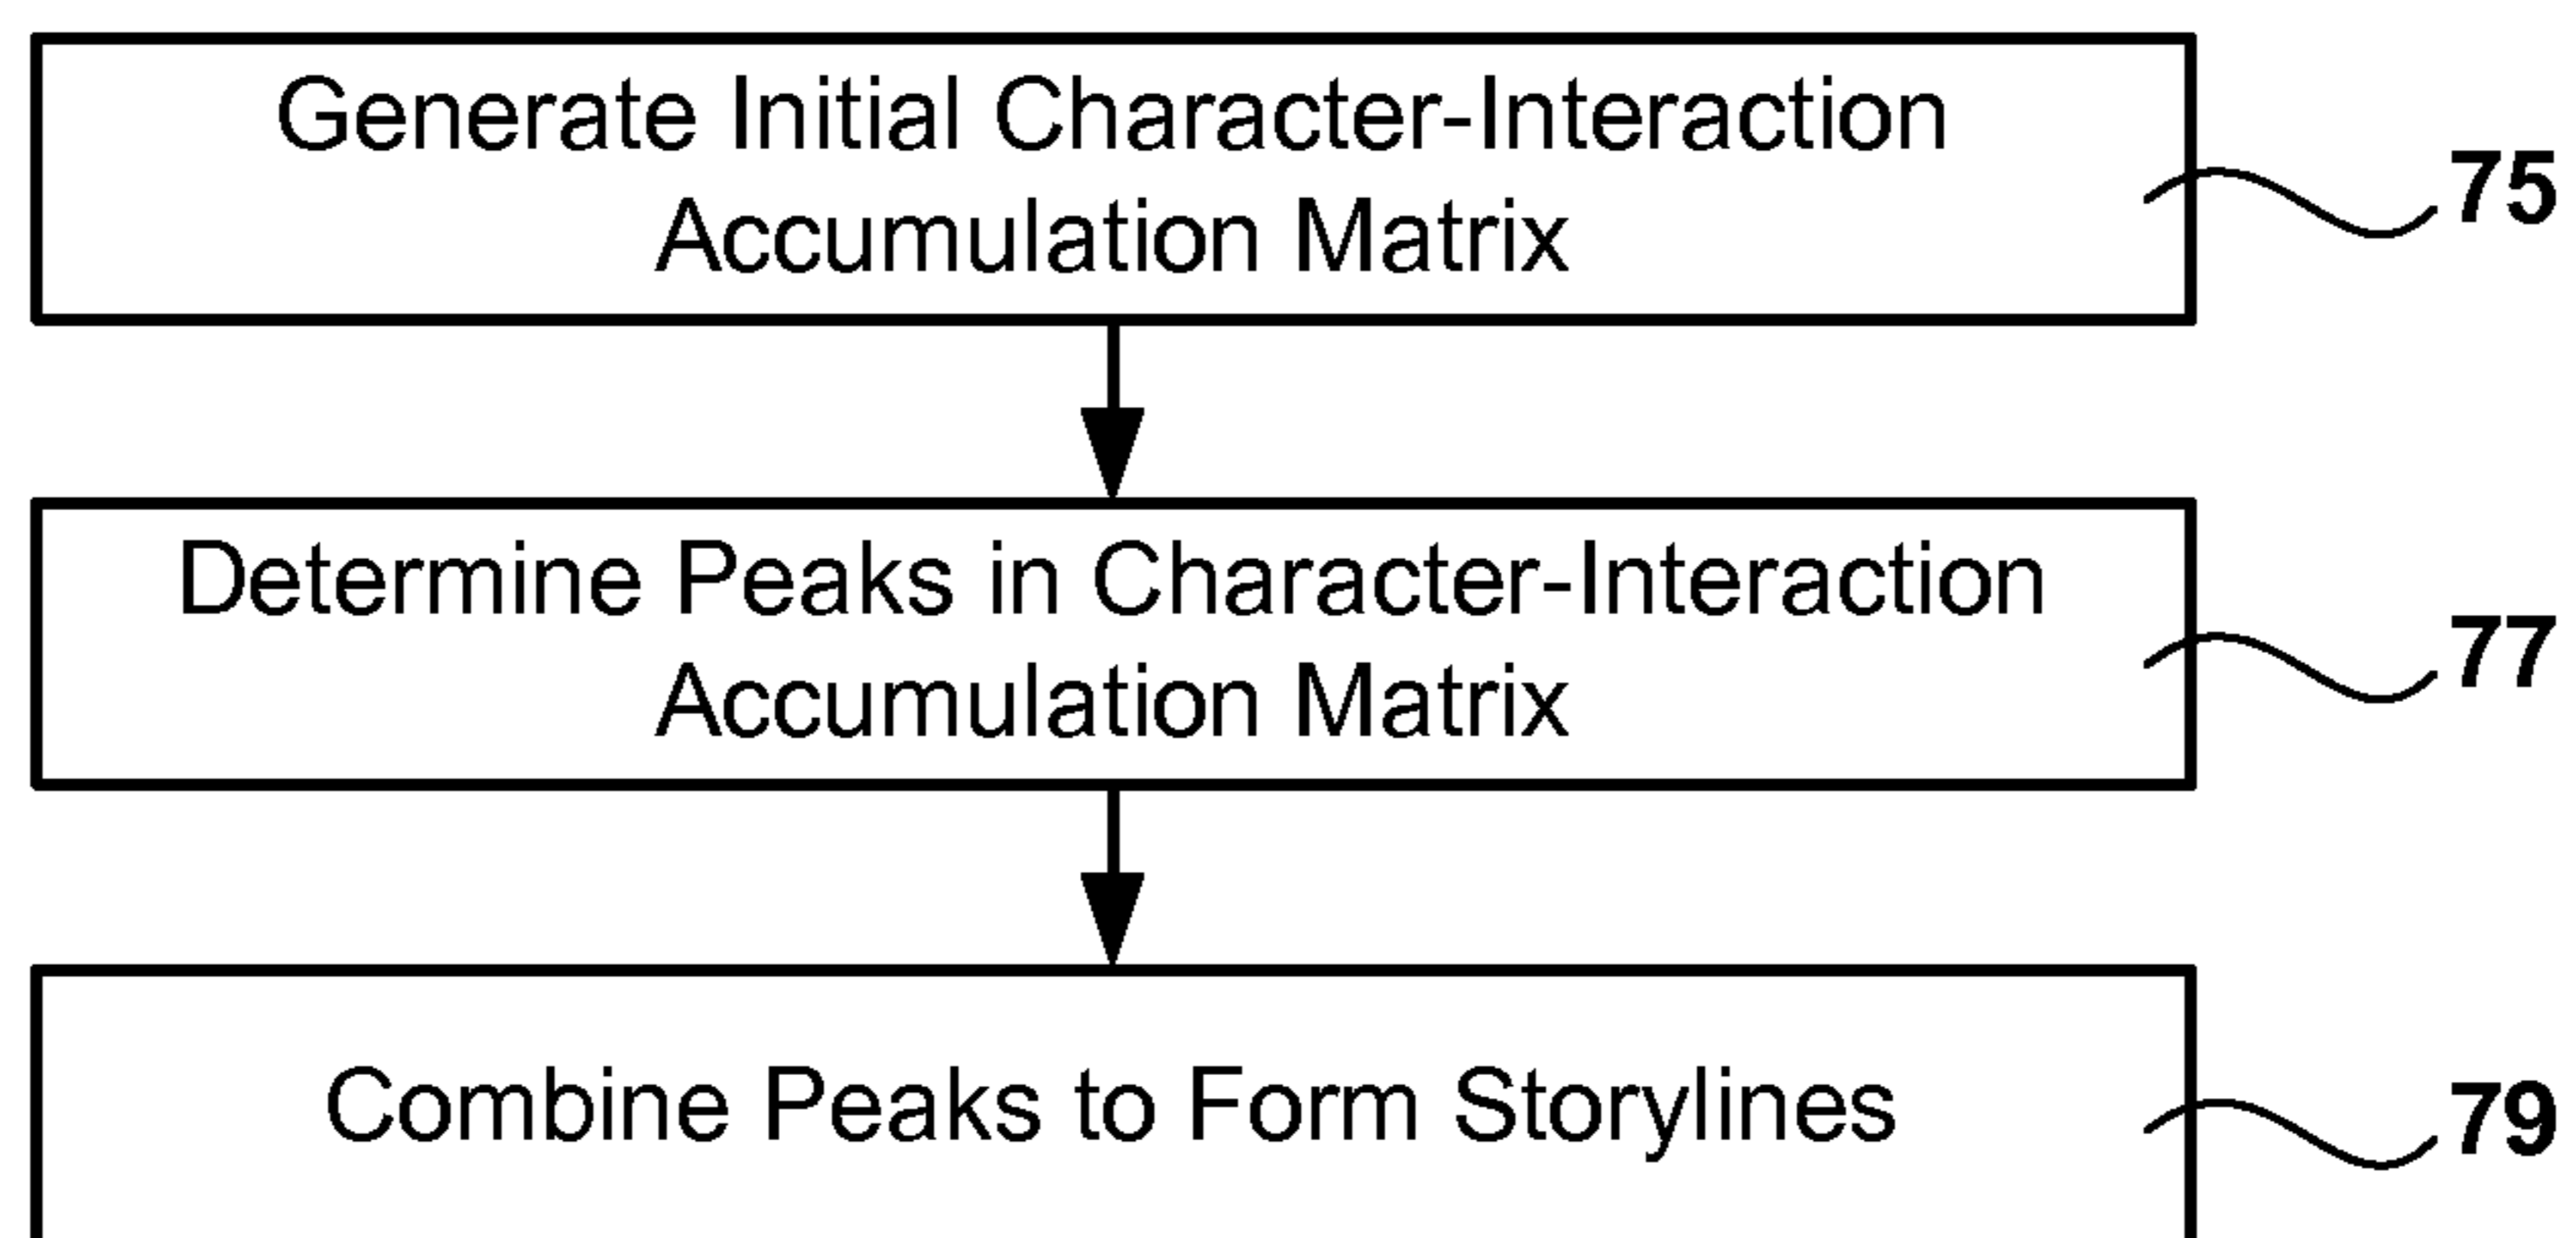 Generate Initial Character-Interaction
Accumulation Matrix
75
Determine Peaks in Character-Interaction
Accumulation Matrix
77
Combine Peaks to Form Storylines
79